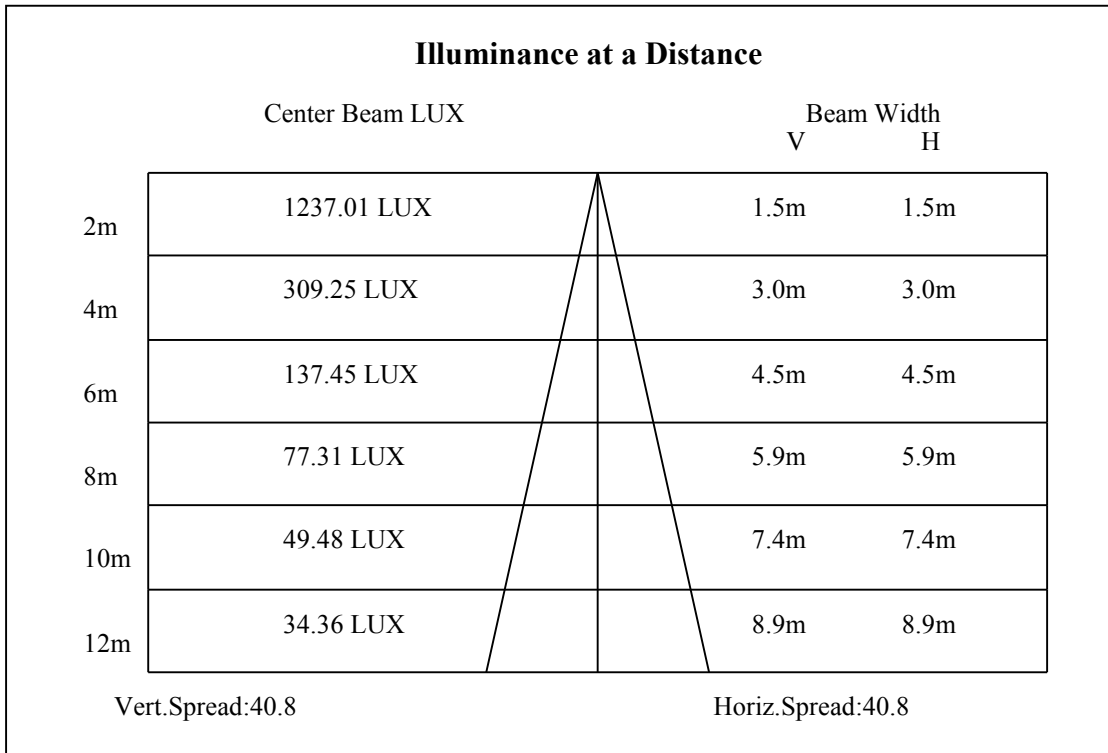 Illuminance at a Distance
Center Beam LUX Beam Width
V H
2m 1237.01 LUX 1.5m 1.5m
4m 309.25 LUX 3.0m 3.0m
6m 137.45 LUX 4.5m 4.5m
8m 77.31 LUX 5.9m 5.9m
10m 49.48 LUX 7.4m 7.4m
12m 34.36 LUX 8.9m 8.9m
Vert.Spread:40.8 Horiz.Spread:40.8